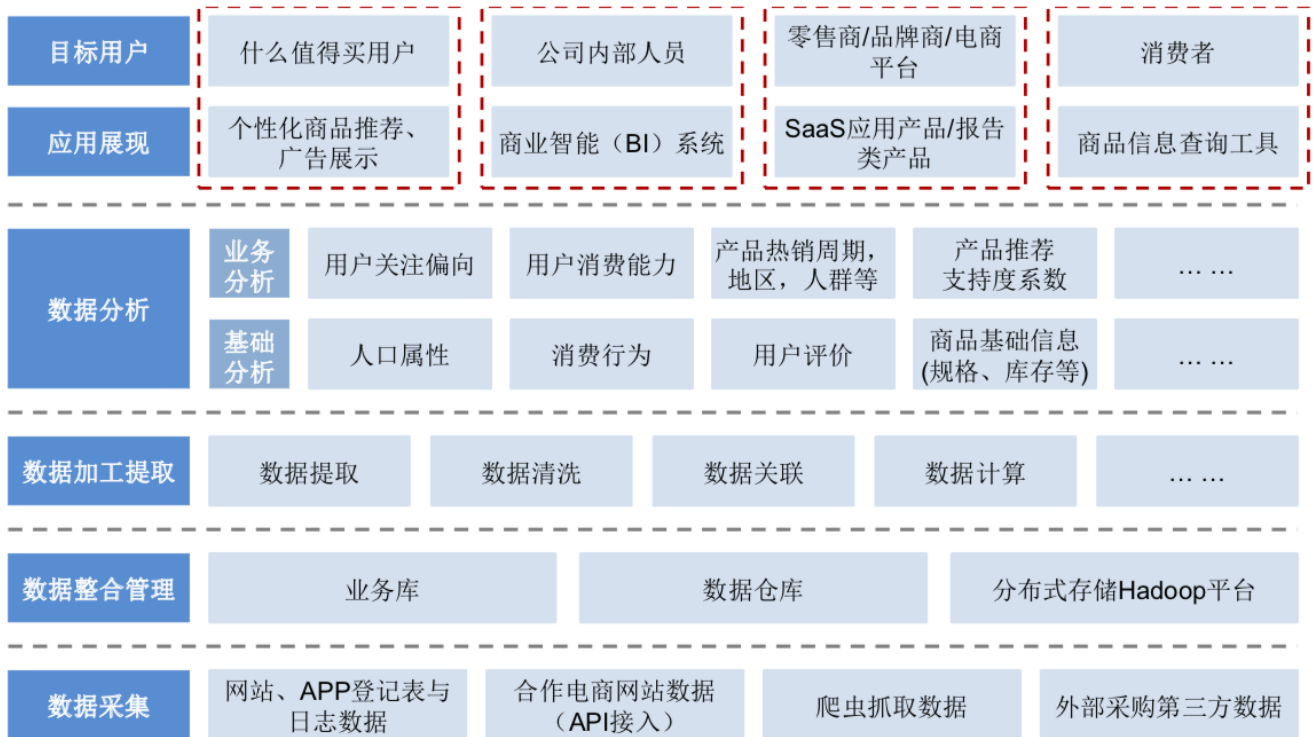 目标用户
什么值得买用户
公司内部人员
零售商/品牌商/电商
平台
消费者
应用展现
个性化商品推荐、
广告展示
商业智能（BI）系统
SaaS应用产品/报告
类产品
商品信息查询工具
数据分析
业务
分析
用户关注偏向
用户消费能力
产品热销周期，
地区，人群等
产品推荐
支持度系数
… …
基础
分析
人口属性
消费行为
用户评价
商品基础信息
(规格、库存等)
… …
数据加工提取
数据提取
数据清洗
数据关联
数据计算
… …
数据整合管理
业务库
数据仓库
分布式存储Hadoop平台
数据采集
网站、APP登记表与
日志数据
合作电商网站数据
（API接入）
爬虫抓取数据
外部采购第三方数据